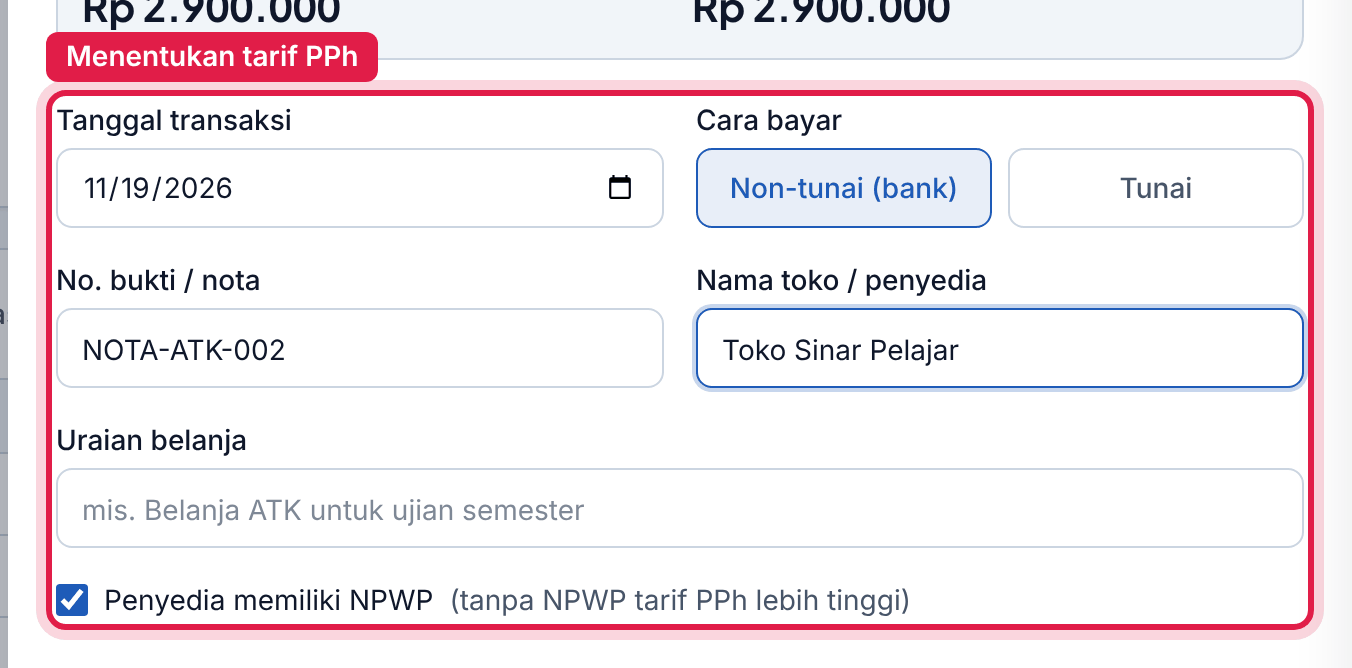 Rp 2.900.000 Rp 2.900.000
Menentukan tarif PPh
Tanggal transaksi Cara bayar
11/19/2026 Non-tunai (bank) Tunai
No. bukti / nota Nama toko / penyedia
NOTA-ATK-002 Toko Sinar Pelajar
Uraian belanja
mis. Belanja ATK untuk ujian semester
Penyedia memiliki NPWP (tanpa NPWP tarif PPh lebih tinggi)